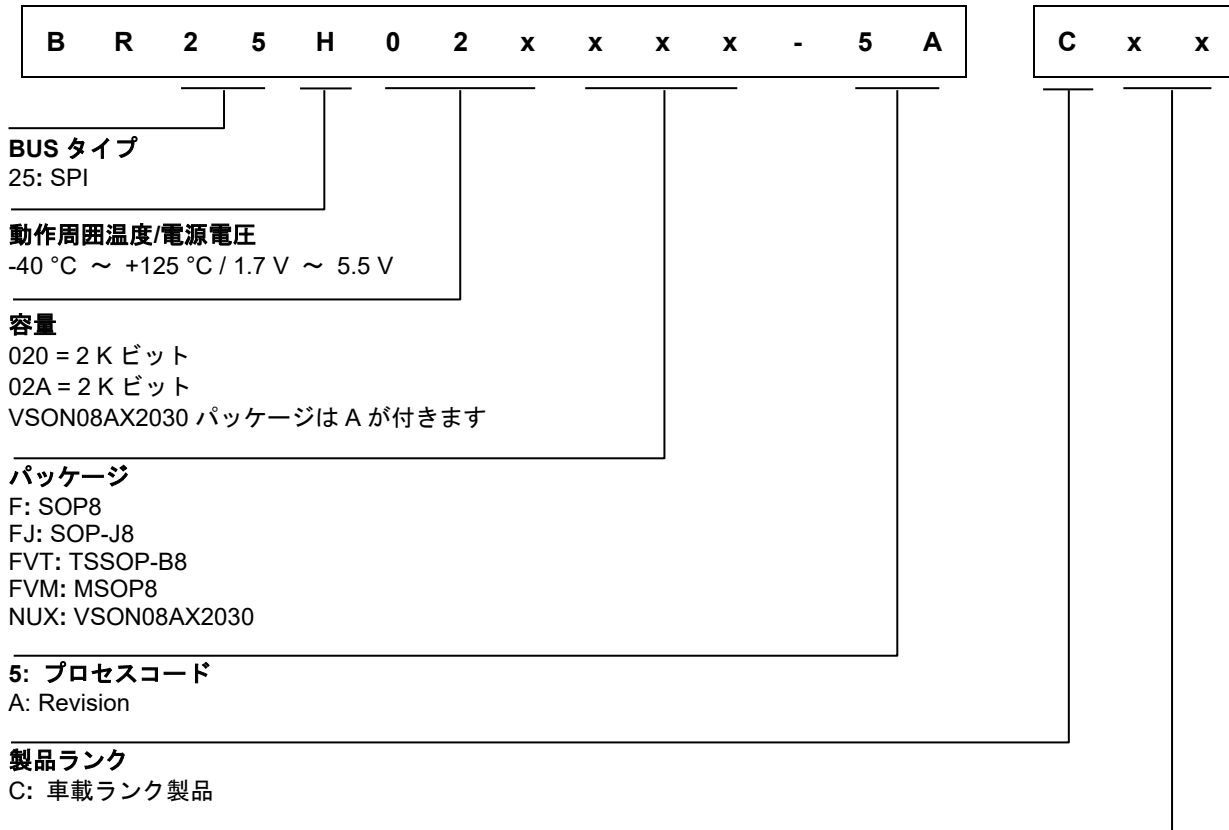 B R 2 5 H 0 2 x x x x - 5 A C x x
BUS タイプ
25: SPI
動作周囲温度/電源電圧
-40 °C ～ +125 °C / 1.7 V ～ 5.5 V
容量
020 = 2 K ビット
02A = 2 K ビット
VSON08AX2030 パッケージは A が付きます
パッケージ
F: SOP8
FJ: SOP-J8
FVT: TSSOP-B8
FVM: MSOP8
NUX: VSON08AX2030
5: プロセスコード
A: Revision
製品ランク
C: 車載ランク製品